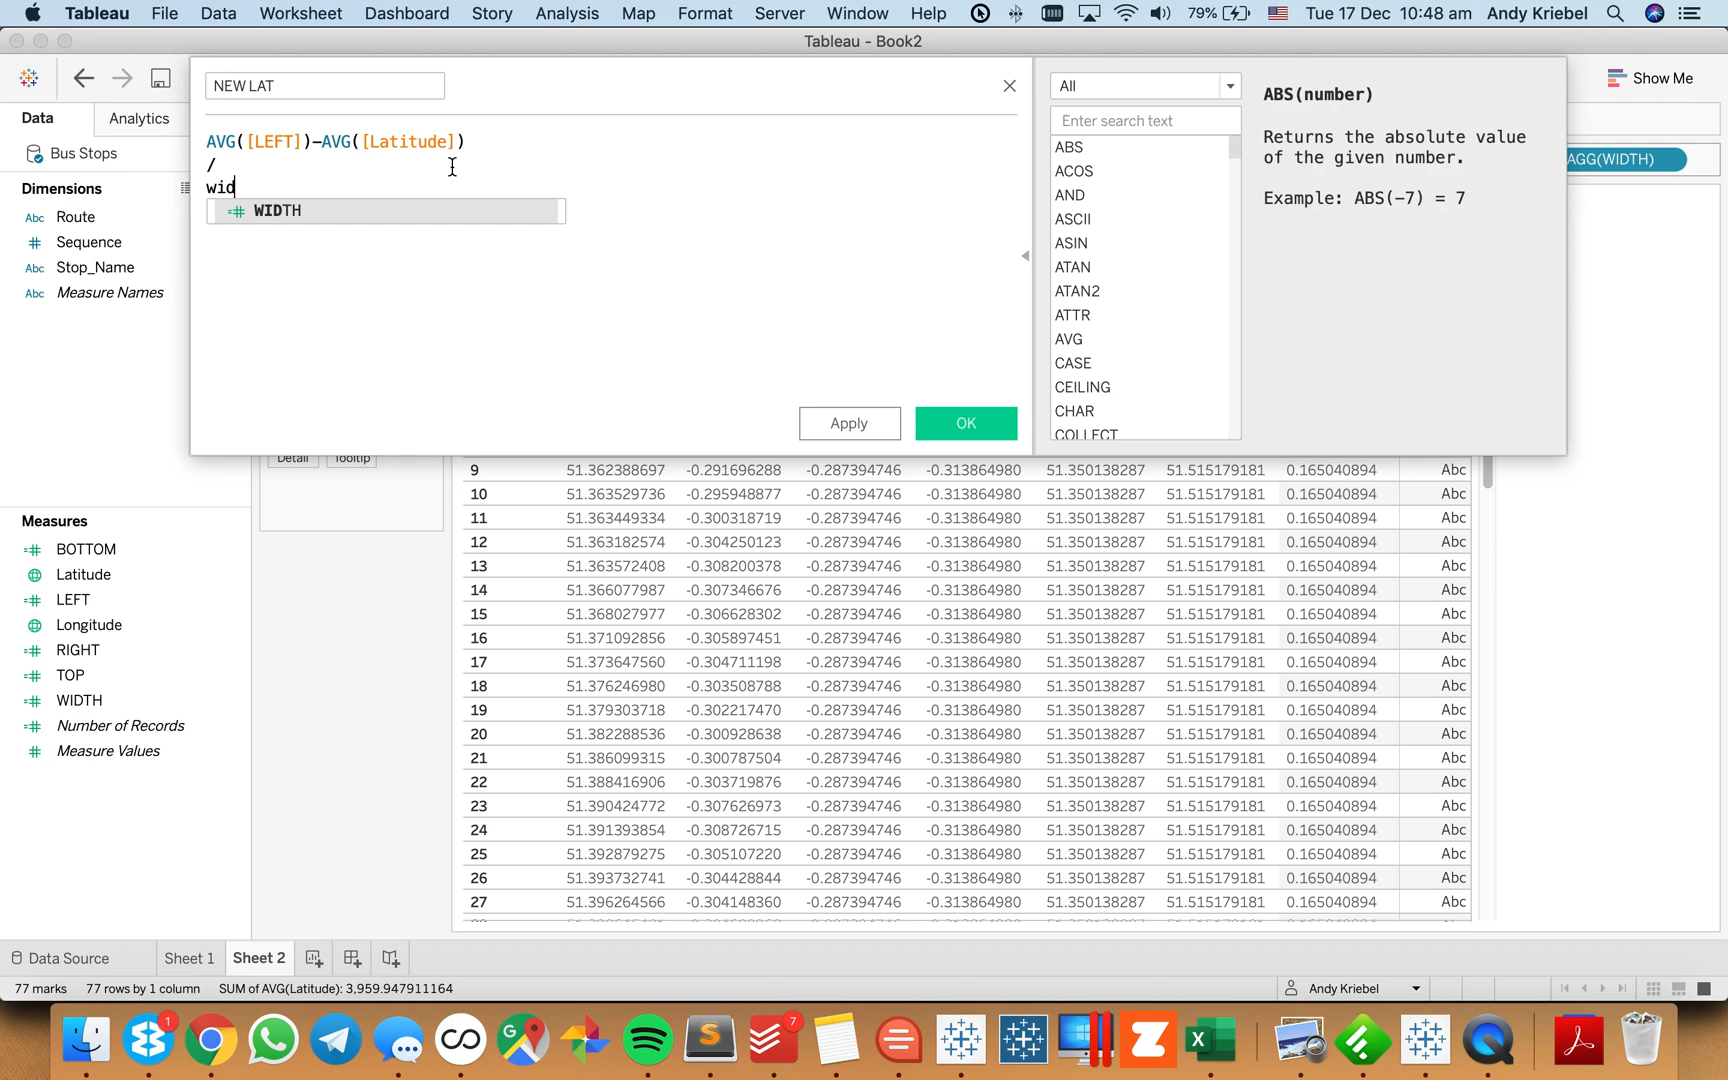 Tableau File Data Worksheet Dashboard Story Analysis Map Format Server Window Help 79% Tue 17 Dec 10:48 am Andy Kriebel
Tableau - Book2
NEW LAT
All
ABS(number)
Show Me
Data Analytics
Enter search text
Returns the absolute value
of the given number.
Example: ABS(-7) = 7
Bus Stops
AVG([LEFT])-AVG([Latitude])
/
wid
WIDTH
AGG(WIDTH)
Dimensions
Abc Route
# Sequence
Abc Stop_Name
Abc Measure Names
ABS
ACOS
AND
ASCII
ASIN
ATAN
ATAN2
ATTR
AVG
CASE
CEILING
CHAR
COLLECT
Apply OK
Detail Tooltip
Measures
BOTTOM
Latitude
LEFT
Longitude
RIGHT
TOP
WIDTH
Number of Records
Measure Values
9 51.362388697 -0.291696288 -0.287394746 -0.313864980 51.350138287 51.515179181 0.165040894 Abc
10 51.363529736 -0.295948877 -0.287394746 -0.313864980 51.350138287 51.515179181 0.165040894 Abc
11 51.363449334 -0.300318719 -0.287394746 -0.313864980 51.350138287 51.515179181 0.165040894 Abc
12 51.363182574 -0.304250123 -0.287394746 -0.313864980 51.350138287 51.515179181 0.165040894 Abc
13 51.363572408 -0.308200378 -0.287394746 -0.313864980 51.350138287 51.515179181 0.165040894 Abc
14 51.366077987 -0.307346676 -0.287394746 -0.313864980 51.350138287 51.515179181 0.165040894 Abc
15 51.368027977 -0.306628302 -0.287394746 -0.313864980 51.350138287 51.515179181 0.165040894 Abc
16 51.371092856 -0.305897451 -0.287394746 -0.313864980 51.350138287 51.515179181 0.165040894 Abc
17 51.373647560 -0.304711198 -0.287394746 -0.313864980 51.350138287 51.515179181 0.165040894 Abc
18 51.376246980 -0.303508788 -0.287394746 -0.313864980 51.350138287 51.515179181 0.165040894 Abc
19 51.379303718 -0.302217470 -0.287394746 -0.313864980 51.350138287 51.515179181 0.165040894 Abc
20 51.382288536 -0.300928638 -0.287394746 -0.313864980 51.350138287 51.515179181 0.165040894 Abc
21 51.386099315 -0.300787504 -0.287394746 -0.313864980 51.350138287 51.515179181 0.165040894 Abc
22 51.388416906 -0.303719876 -0.287394746 -0.313864980 51.350138287 51.515179181 0.165040894 Abc
23 51.390424772 -0.307626973 -0.287394746 -0.313864980 51.350138287 51.515179181 0.165040894 Abc
24 51.391393854 -0.308726715 -0.287394746 -0.313864980 51.350138287 51.515179181 0.165040894 Abc
25 51.392879275 -0.305107220 -0.287394746 -0.313864980 51.350138287 51.515179181 0.165040894 Abc
26 51.393732741 -0.304428844 -0.287394746 -0.313864980 51.350138287 51.515179181 0.165040894 Abc
27 51.396264566 -0.304148360 -0.287394746 -0.313864980 51.350138287 51.515179181 0.165040894 Abc
Data Source Sheet 1 Sheet 2
77 marks 77 rows by 1 column SUM of AVG(Latitude): 3,959.947911164 Andy Kriebel
1
7